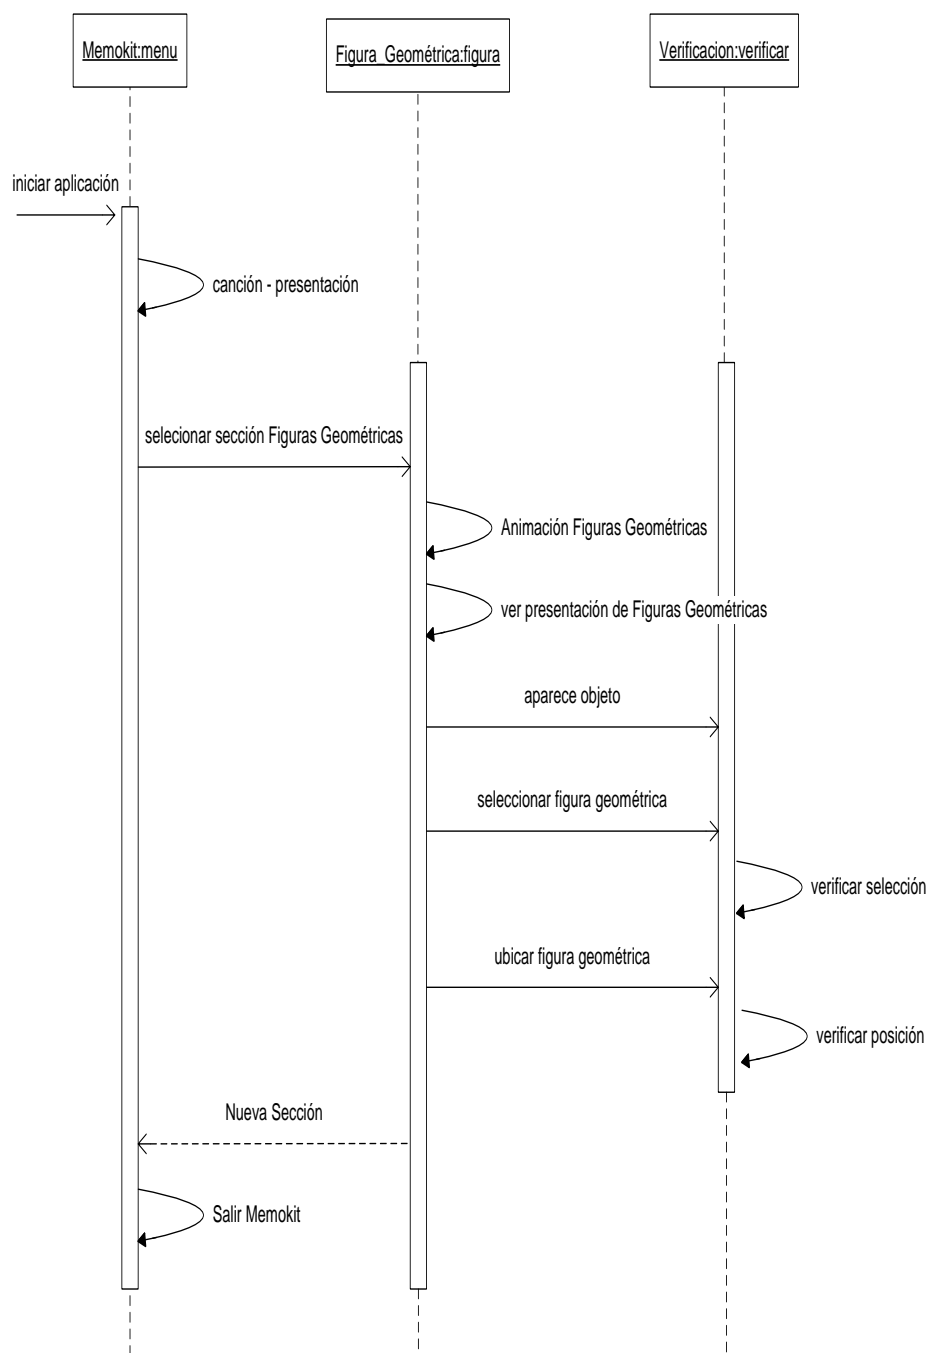 Memokit:menu
Figura_Geométrica:figura
Verificacion:verificar
iniciar aplicación
canción - presentación
selecionar sección Figuras Geométricas
Animación Figuras Geométricas
ver presentación de Figuras Geométricas
aparece objeto
seleccionar figura geométrica
verificar selección
ubicar figura geométrica
verificar posición
Nueva Sección
Salir Memokit